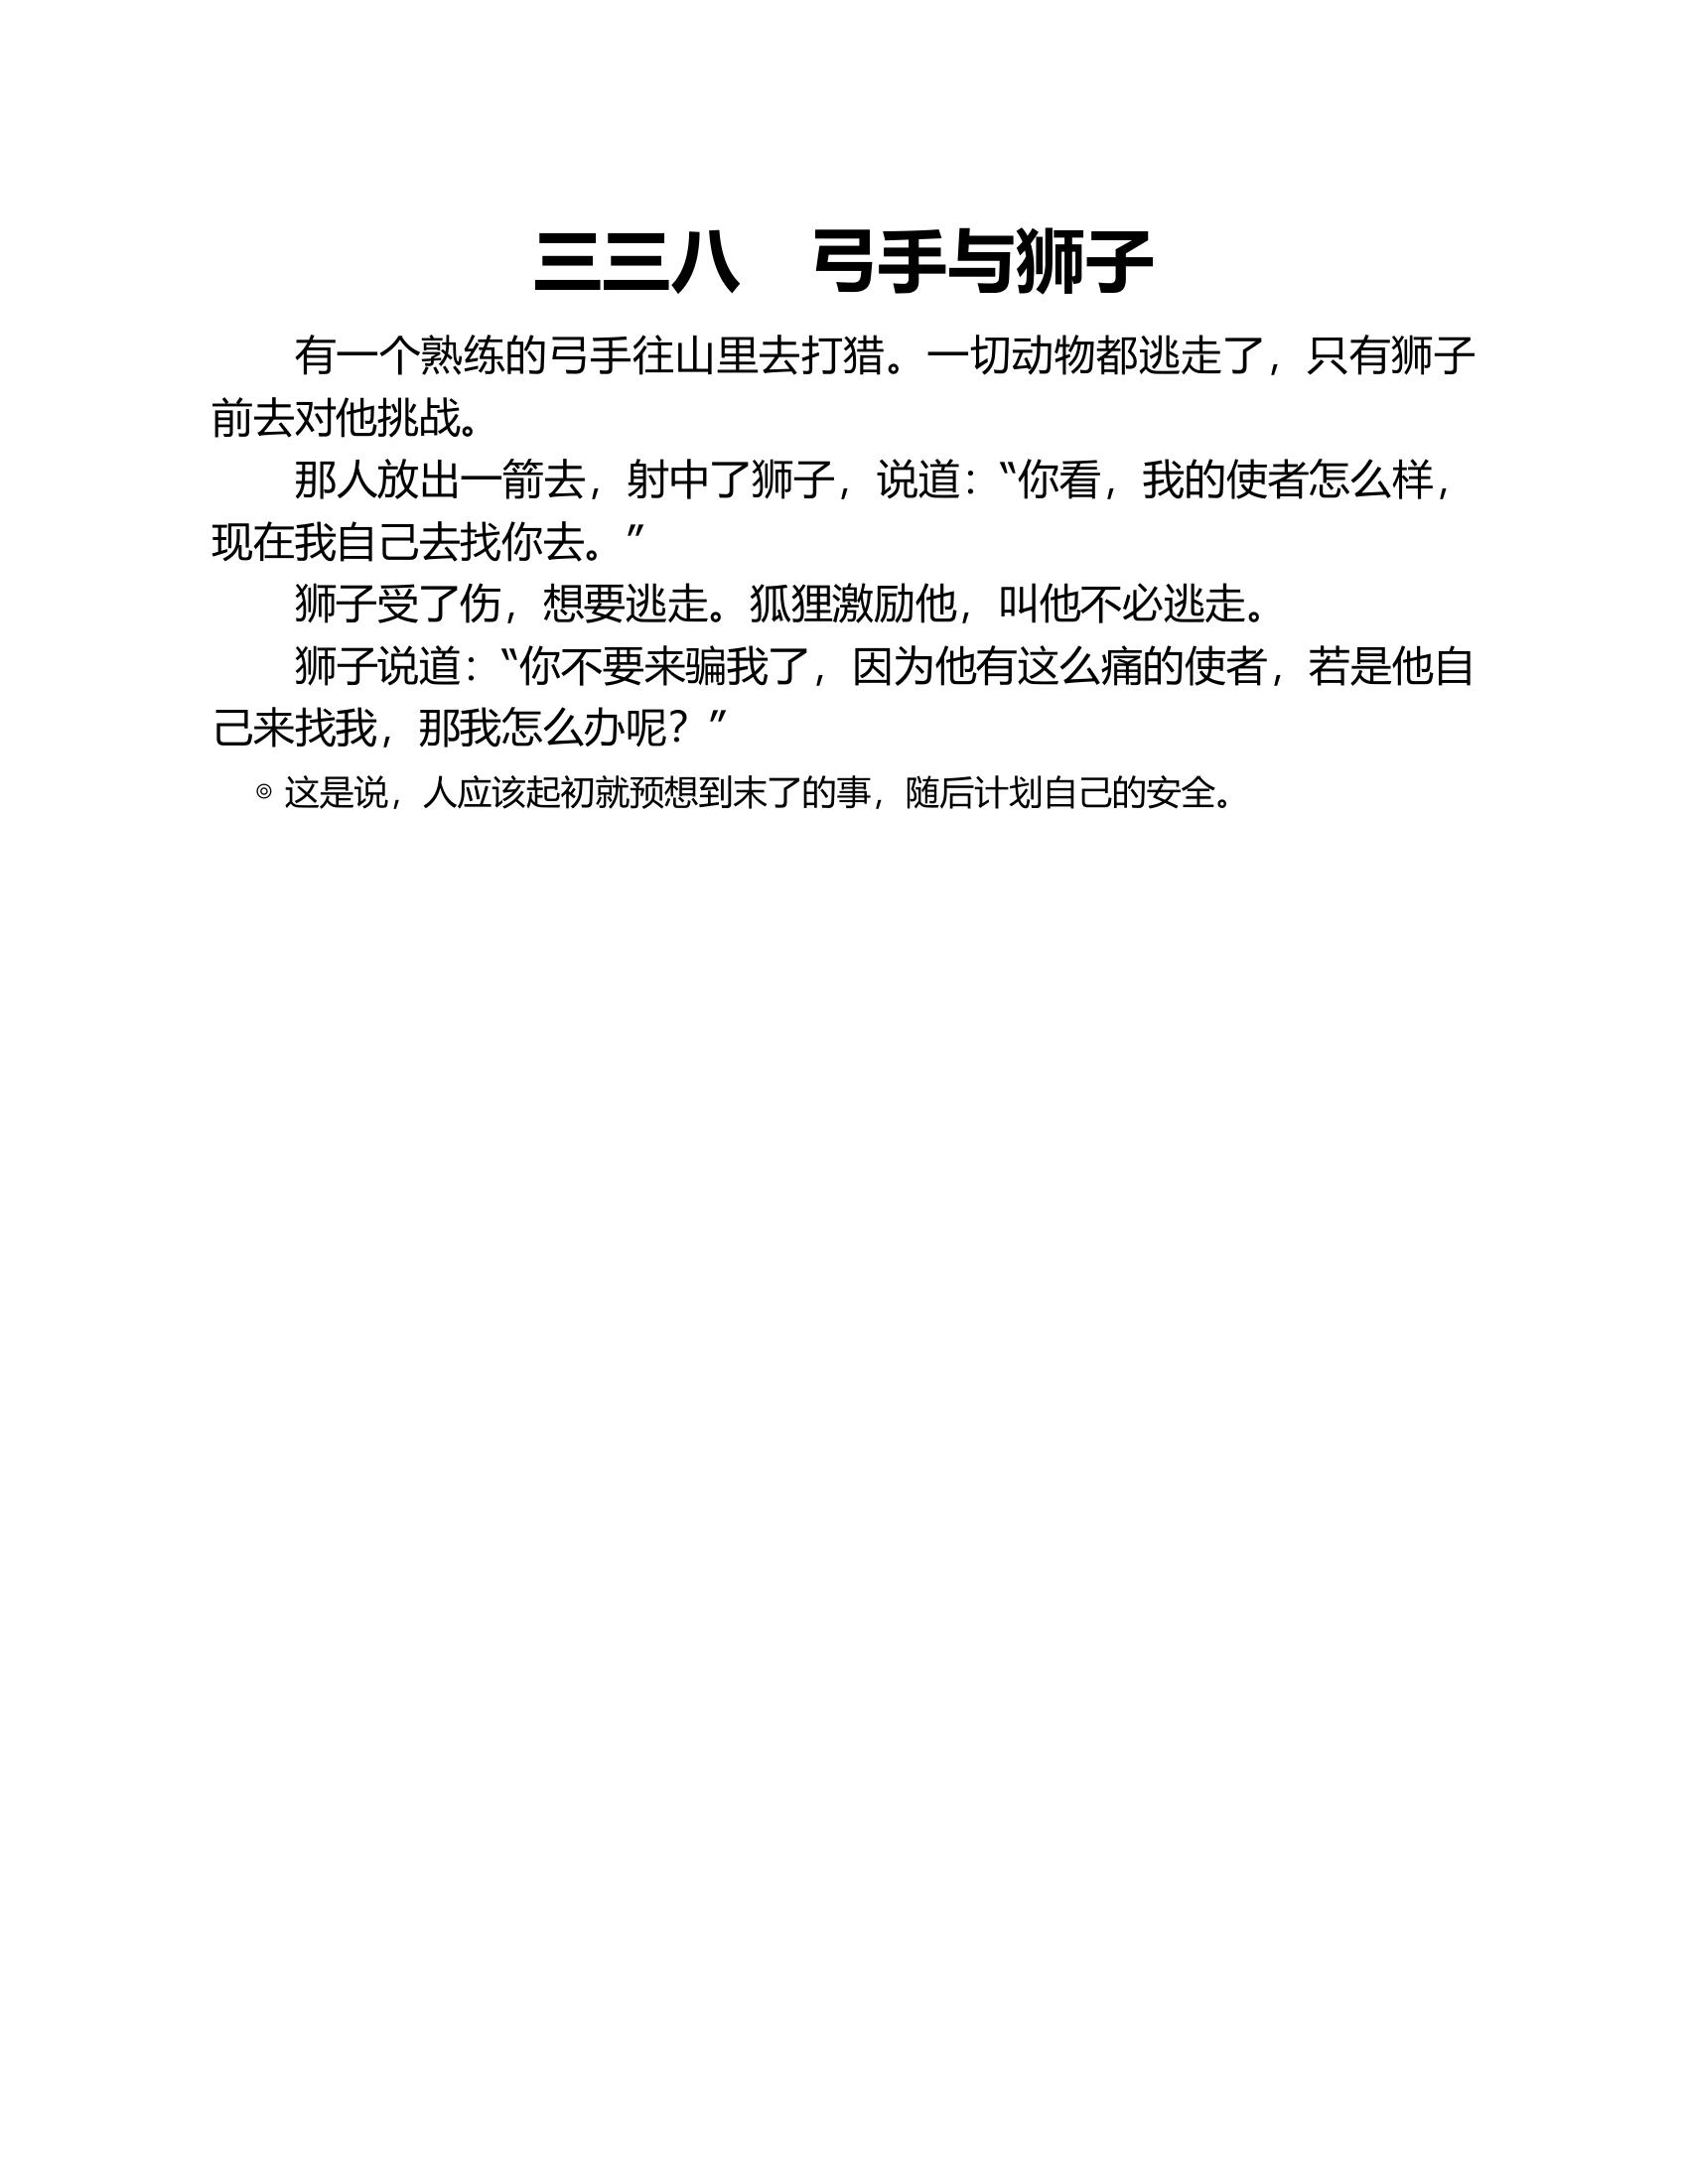 三三八　弓手与狮子
有一个熟练的弓手往山里去打猎。一切动物都逃走了，只有狮子
前去对他挑战。
那人放出一箭去，射中了狮子，说道：“你看，我的使者怎么样，
现在我自己去找你去。”
狮子受了伤，想要逃走。狐狸激励他，叫他不必逃走。
狮子说道：“你不要来骗我了，因为他有这么痛的使者，若是他自
己来找我，那我怎么办呢？”
◎ 这是说，人应该起初就预想到末了的事，随后计划自己的安全。